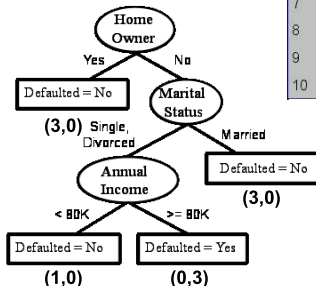 Home
Owner
Yes
No
Defaulted = No
(3,0)
Marital
Status
Single,
Divorced
Married
Annual
Income
Defaulted = No
(3,0)
< 80K
>= 80K
Defaulted = No
Defaulted = Yes
(1,0)
(0,3)
7
8
9
10